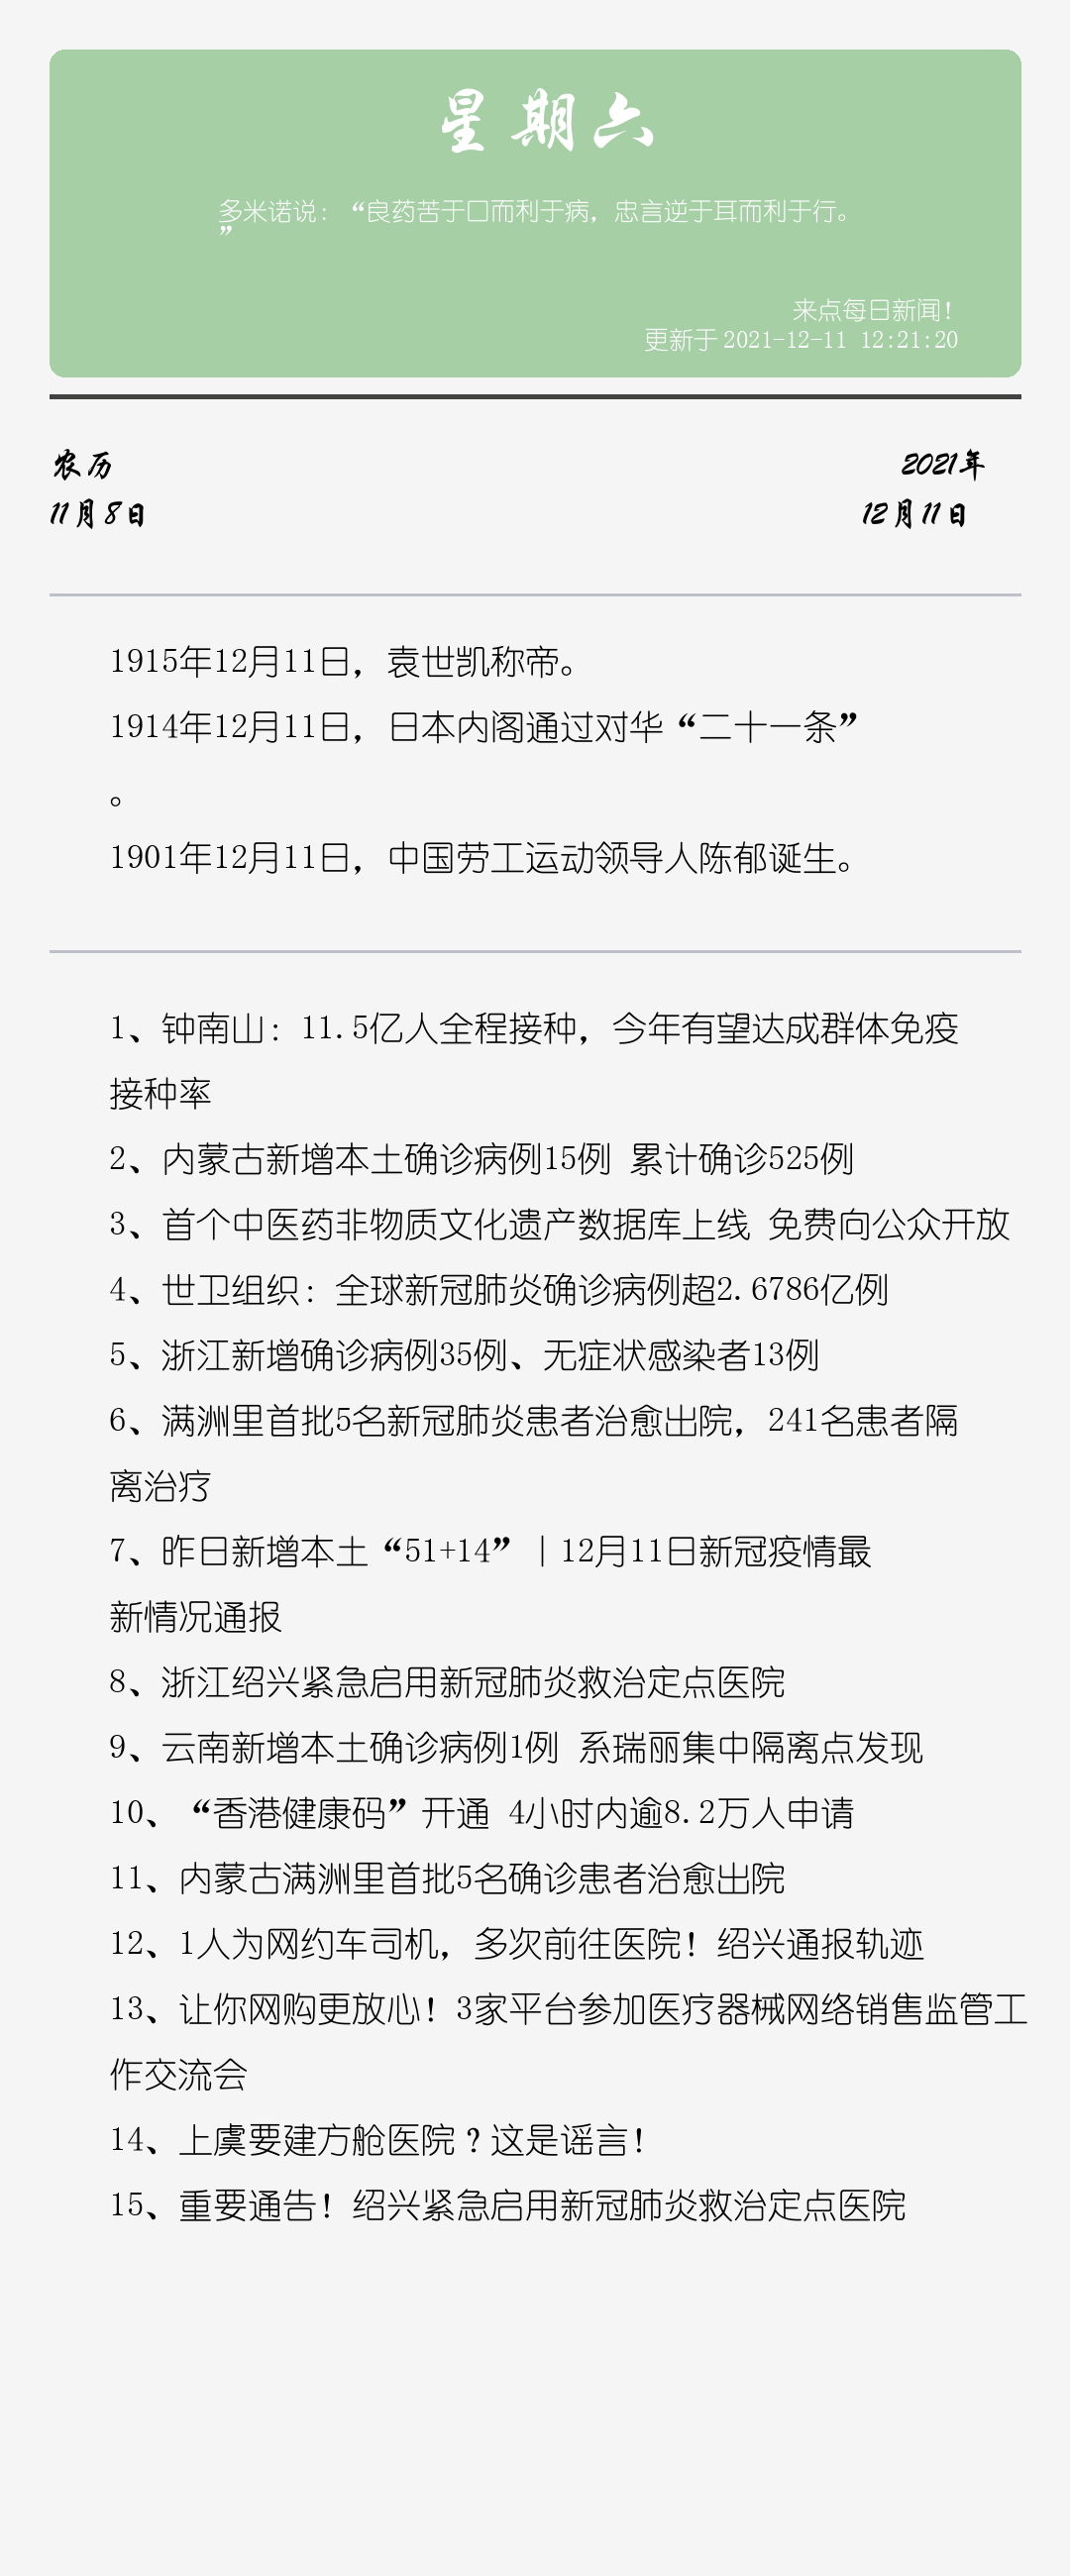 星期六
多米诺说：“良药苦于口而利于病，忠言逆于耳而利于行。
”
来点每日新闻！
更新于 2021-12-11 12:21:20
农历
2021年
11月8日
12月11日
1915年12月11日，袁世凯称帝。
1914年12月11日，日本内阁通过对华“二十一条”
。
1901年12月11日，中国劳工运动领导人陈郁诞生。
1、钟南山：11.5亿人全程接种，今年有望达成群体免疫
接种率
2、内蒙古新增本土确诊病例15例 累计确诊525例
3、首个中医药非物质文化遗产数据库上线 免费向公众开放
4、世卫组织：全球新冠肺炎确诊病例超2.6786亿例
5、浙江新增确诊病例35例、无症状感染者13例
6、满洲里首批5名新冠肺炎患者治愈出院，241名患者隔
离治疗
7、昨日新增本土“51+14”｜12月11日新冠疫情最
新情况通报
8、浙江绍兴紧急启用新冠肺炎救治定点医院
9、云南新增本土确诊病例1例 系瑞丽集中隔离点发现
10、“香港健康码”开通 4小时内逾8.2万人申请
11、内蒙古满洲里首批5名确诊患者治愈出院
12、1人为网约车司机，多次前往医院！绍兴通报轨迹
13、让你网购更放心！3家平台参加医疗器械网络销售监管工
作交流会
14、上虞要建方舱医院？这是谣言！
15、重要通告！绍兴紧急启用新冠肺炎救治定点医院